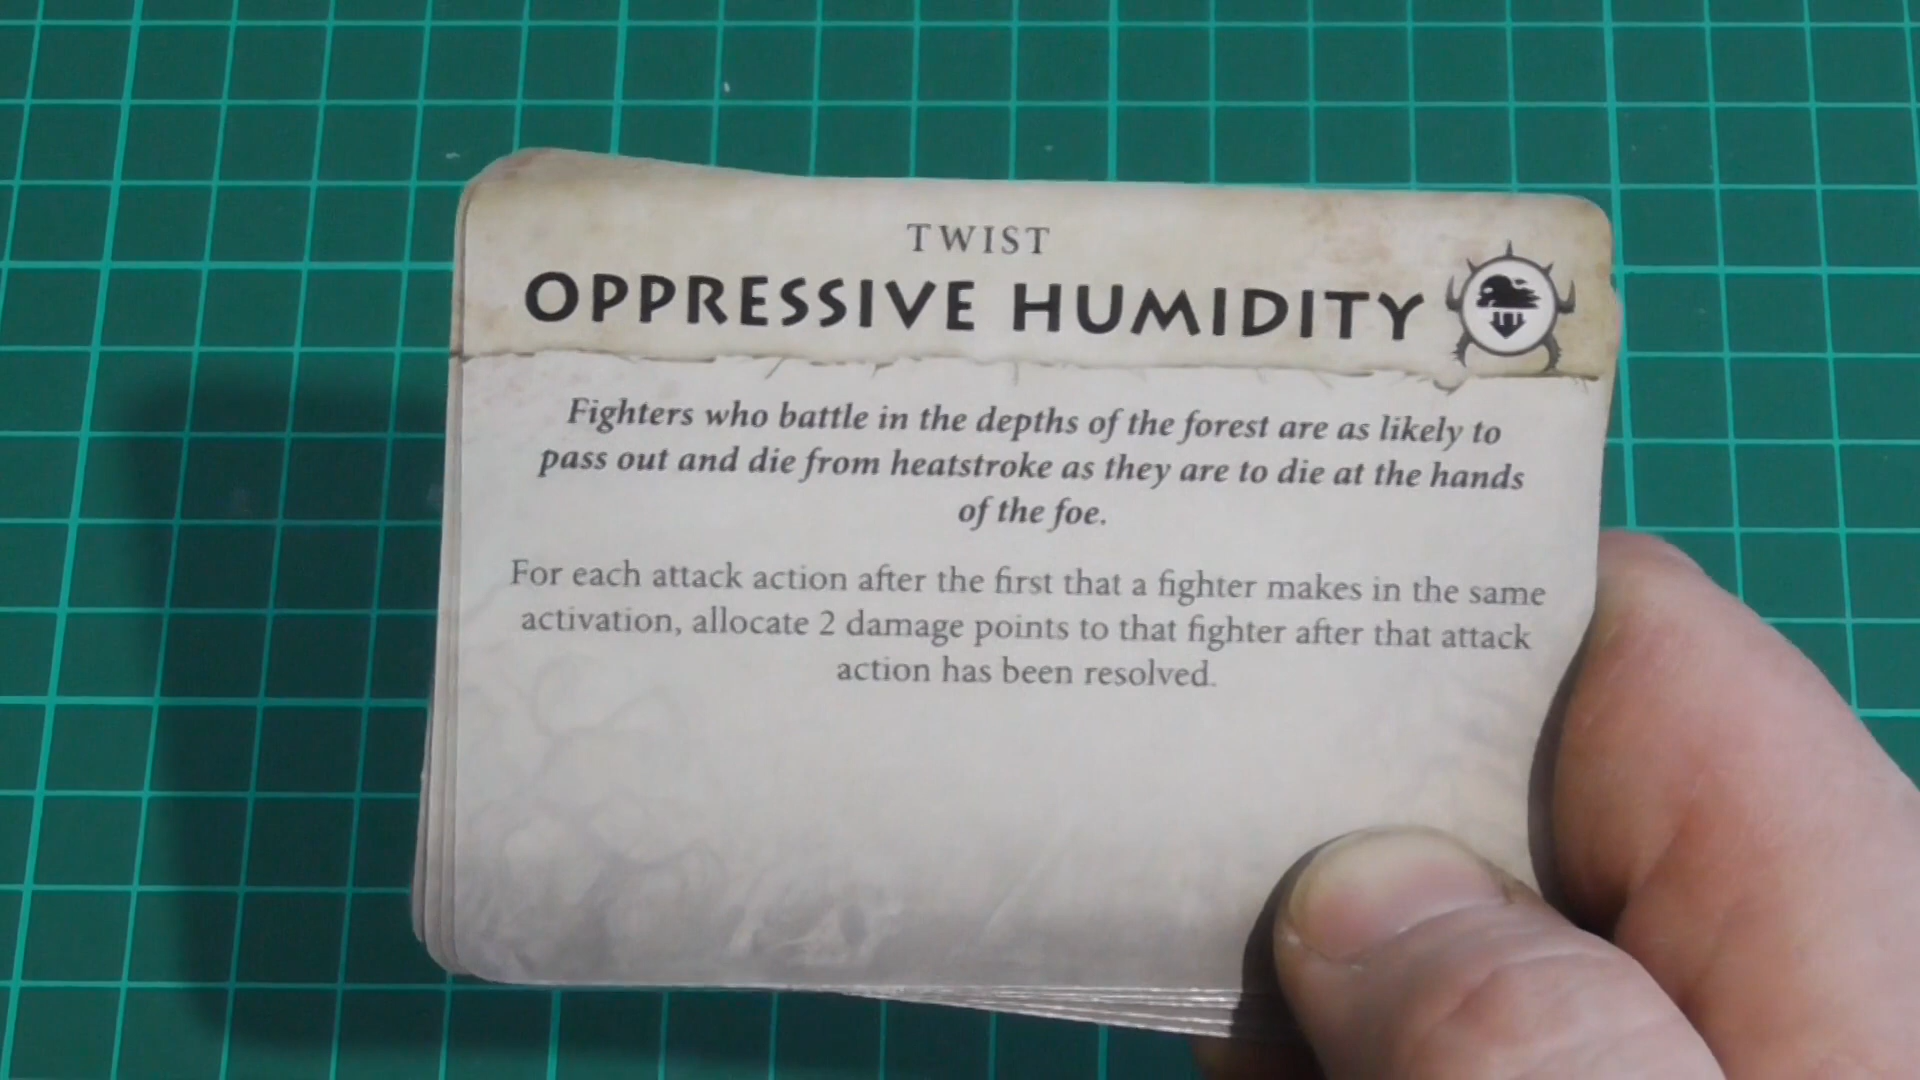 TWIST
OPPRESSIVE HUMIDITY
Fighters who battle in the depths of the forest are as likely to
pass out and die from heatstroke as they are to die at the hands
of the foe.
For each attack action after the first that a fighter makes in the same
activation, allocate 2 damage points to that fighter after that attack
action has been resolved.